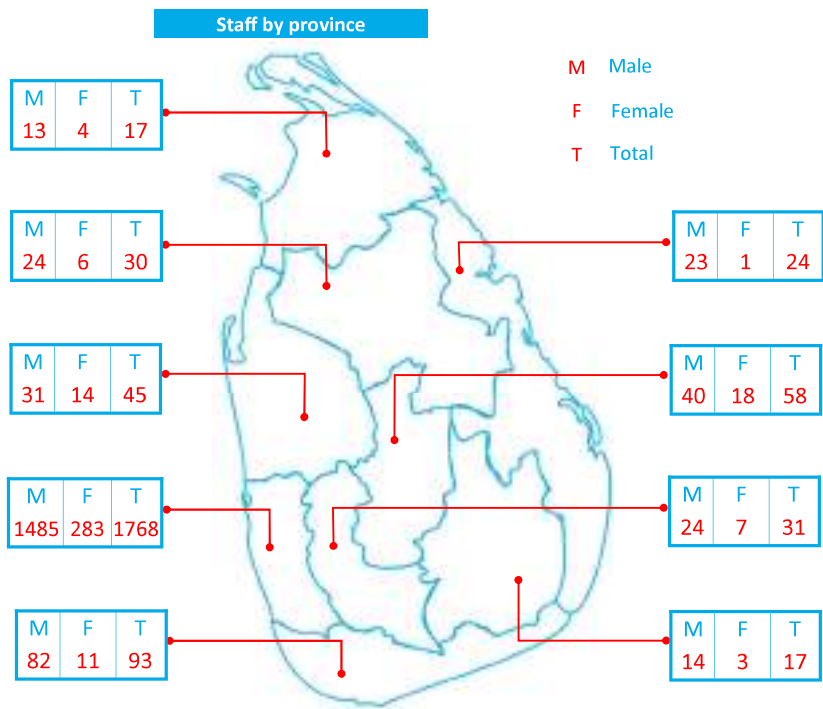 Staff by province
M Male
F Female
T Total
M F T
13 4 17
M F T
24 6 30
M F T
23 1 24
M F T
31 14 45
M F T
40 18 58
M F T
1485 283 1768
M F T
24 7 31
M F T
82 11 93
M F T
14 3 17